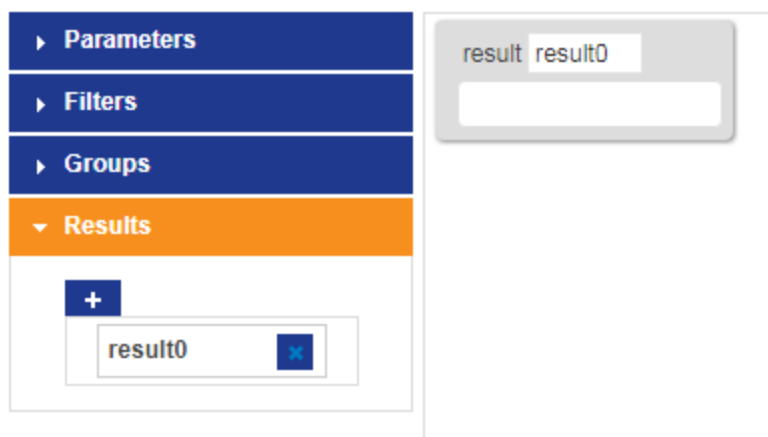 Parameters
Filters
Groups
Results
+
result0
result result0